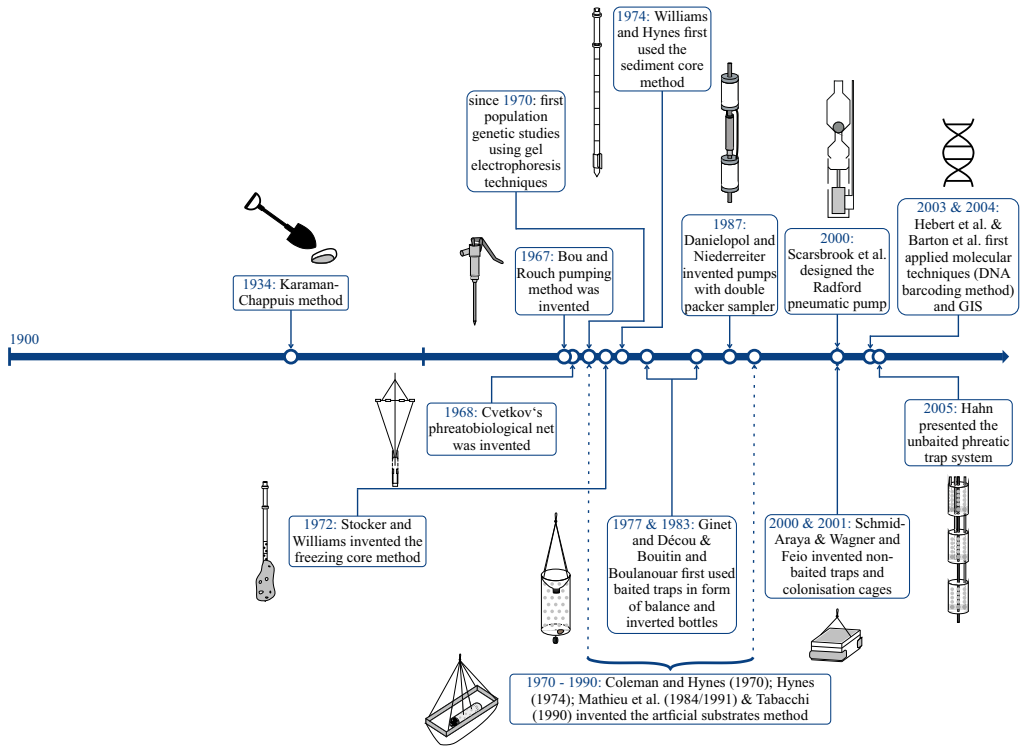 1974: Williams
and Hynes first
used the
sediment core
method
since 1970: first
population
genetic studies
using gel
electrophoresis
techniques
2003 & 2004:
Hebert et al. &
Barton et al. first
applied molecular
techniques (DNA
barcoding method)
and GIS
1987:
Danielopol and
Niederreiter
invented pumps
with double
packer sampler
2000:
Scarsbrook et al.
designed the
Radford
pneumatic pump
1967: Bou and
Rouch pumping
method was
invented
1934: Karaman-
Chappuis method
1900
1968: Cvetkov‘s
phreatobiological net
was invented
2005: Hahn
presented the
unbaited phreatic
trap system
1972: Stocker and
Williams invented the
freezing core method
1977 & 1983: Ginet
and Décou &
Bouitin and
Boulanouar first used
baited traps in form
of balance and
inverted bottles
2000 & 2001: Schmid-
Araya & Wagner and
Feio invented non-
baited traps and
colonisation cages
1970 - 1990: Coleman and Hynes (1970); Hynes
(1974); Mathieu et al. (1984/1991) & Tabacchi
(1990) invented the artficial substrates method